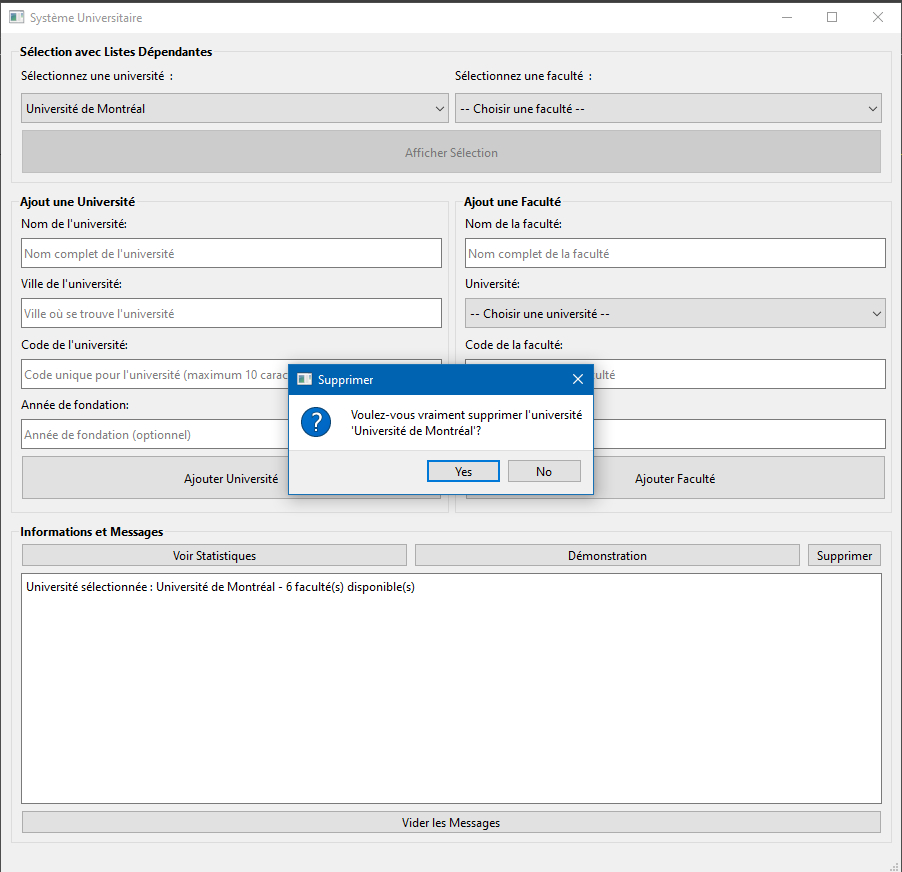 Système Universitaire
Sélection avec Listes Dépendantes
Sélectionnez une université :
Sélectionnez une faculté :
Université de Montréal
-- Choisir une faculté --
Afficher Sélection
Ajout une Université
Ajout une Faculté
Nom de l'université:
Nom de la faculté:
Nom complet de l'université
Nom complet de la faculté
Ville de l'université:
Université:
Ville où se trouve l'université
-- Choisir une université --
Code de l'université:
Code de la faculté:
Code unique pour l'université (maximum 10
Année de fondation:
Année de fondation (optionnel)
Supprimer
Voulez-vous vraiment supprimer l'université
'Université de Montréal'?
Yes
No
Ajouter Université
Ajouter Faculté
Informations et Messages
Voir Statistiques
Démonstration
Supprimer
Université sélectionnée : Université de Montréal - 6 faculté(s) disponible(s)
Vider les Messages